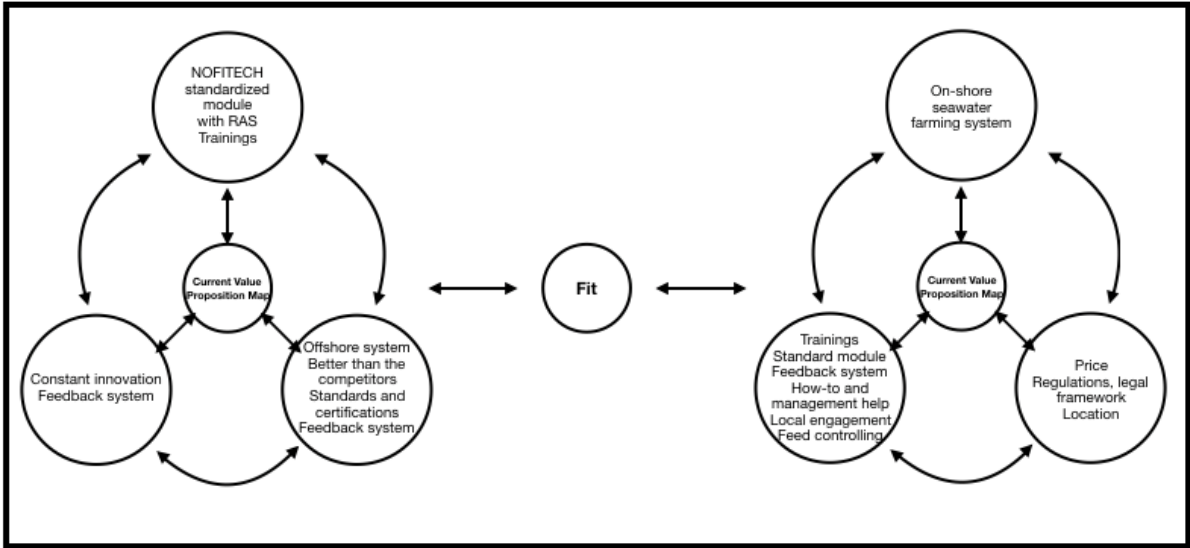 NOFITECH
standardized
module
with RAS
Trainings
Current Value
Proposition Map
Constant innovation
Feedback system
Offshore system
Better than the
competitors
Standards and
certifications
Feedback system
Fit
On-shore
seawater
farming system
Current Value
Proposition Map
Trainings
Standard module
Feedback system
How-to and
management help
Local engagement
Feed controlling
Price
Regulations, legal
framework
Location